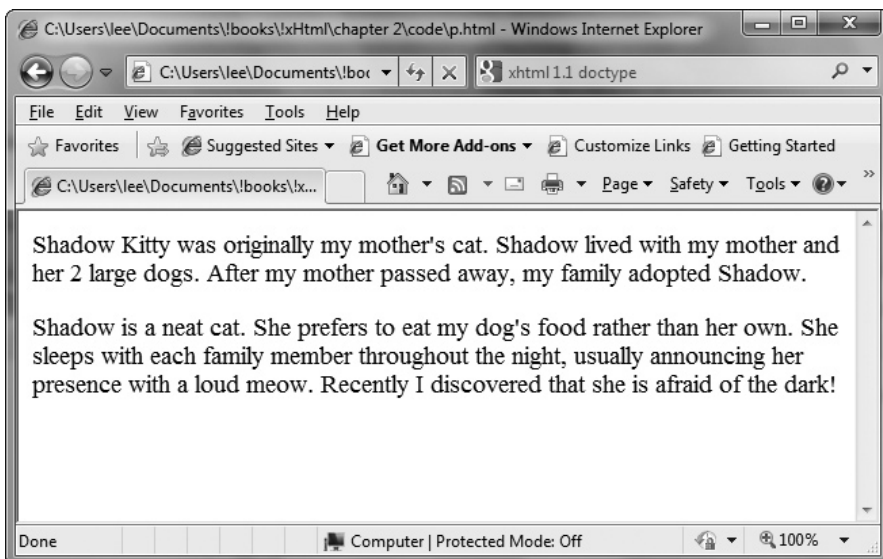 C:\Users\lee\Documents\!books\!xHtml\chapter 2\code\p.html - Windows Internet Explorer
C:\Users\lee\Documents\!boo xhtml 1.1 doctype
File Edit View Favorites Tools Help
Favorites Suggested Sites Get More Add-ons Customize Links Getting Started
C:\Users\lee\Documents\!books\!x... Page Safety Tools
Shadow Kitty was originally my mother's cat. Shadow lived with my mother and
her 2 large dogs. After my mother passed away, my family adopted Shadow.
Shadow is a neat cat. She prefers to eat my dog's food rather than her own. She
sleeps with each family member throughout the night, usually announcing her
presence with a loud meow. Recently I discovered that she is afraid of the dark!
Done Computer | Protected Mode: Off 100%